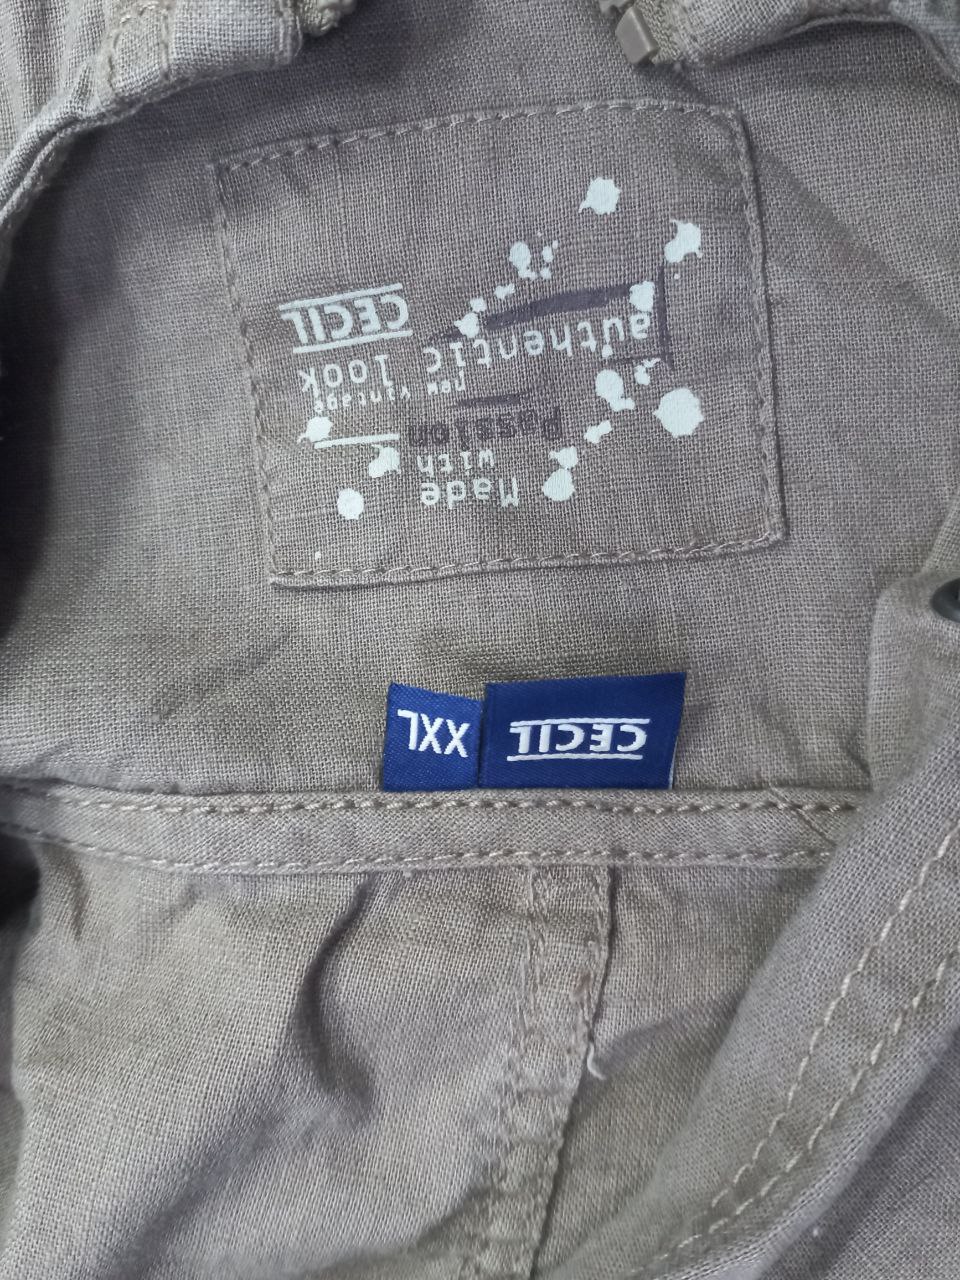 Made
with
Passion
new vintage
authentic look
CECIL
CECIL
XXL